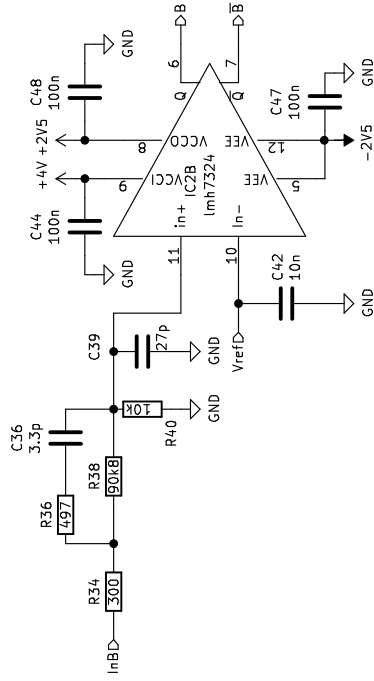 InB
R34
300
R36
497
C36
3.3p
R38
90k8
R40
10k
GND
C39
27p
GND
Vref
C42
10n
GND
11
10
in+
In-
IC2B
lmh7324
C44
100n
GND
+4V
+2V5
C48
100n
GND
9
8
VCCI
VCCO
VEE
VEE
5
12
-2V5
C47
100n
GND
Q
Q
6
7
B
B